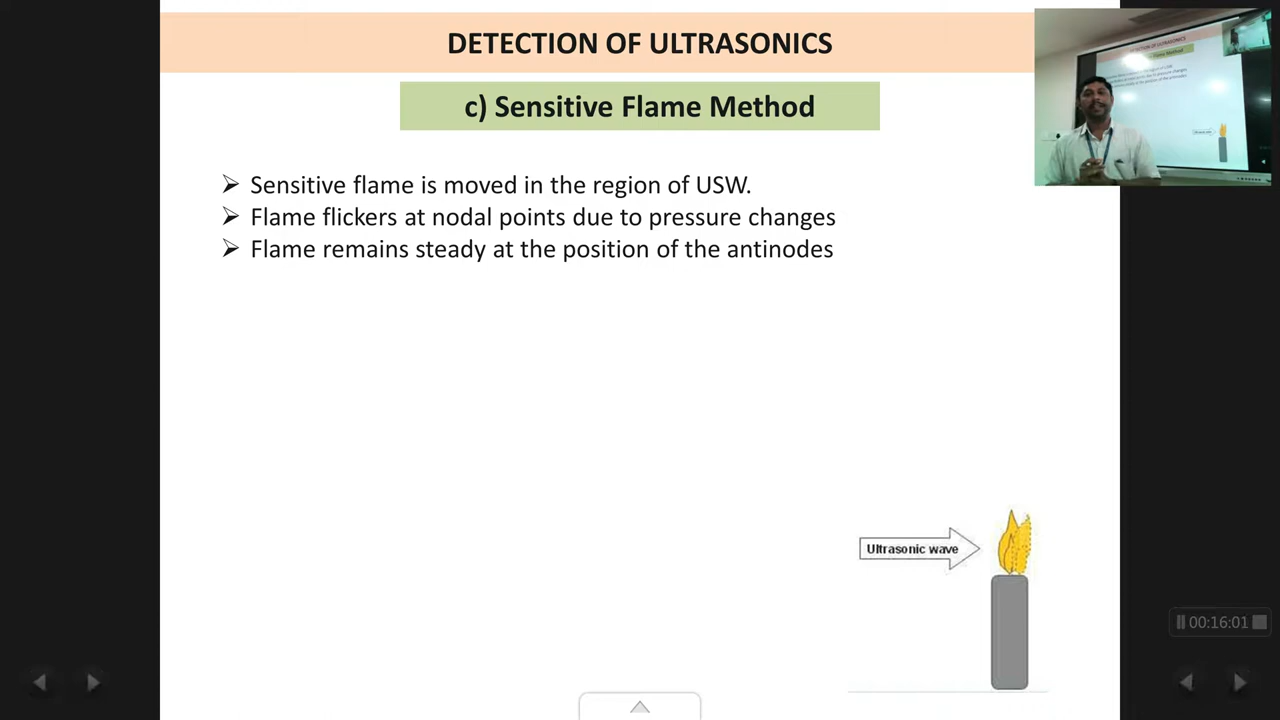 DETECTION OF ULTRASONICS
c) Sensitive Flame Method
➢ Sensitive flame is moved in the region of USW.
➢ Flame flickers at nodal points due to pressure changes
➢ Flame remains steady at the position of the antinodes
Ultrasonic wave
00:16:01